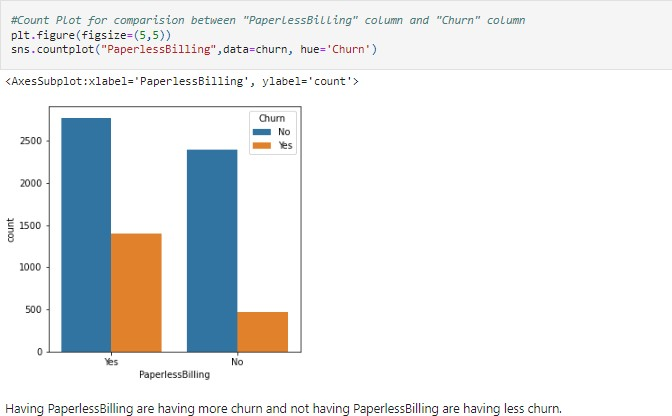 #Count Plot for comparision between "PaperLessBilling" column and "Churn" column
plt.figure(figsize=(5,5))
sns.countplot("PaperlessBilling",data=churn, hue='Churn')
<AxesSubplot:xlabel='PaperlessBilling', ylabel='count'>
Churn
No
Yes
2500
2000
1500
1000
500
0
count
Yes
No
PaperlessBilling
Having PaperlessBilling are having more churn and not having PaperlessBilling are having less churn.